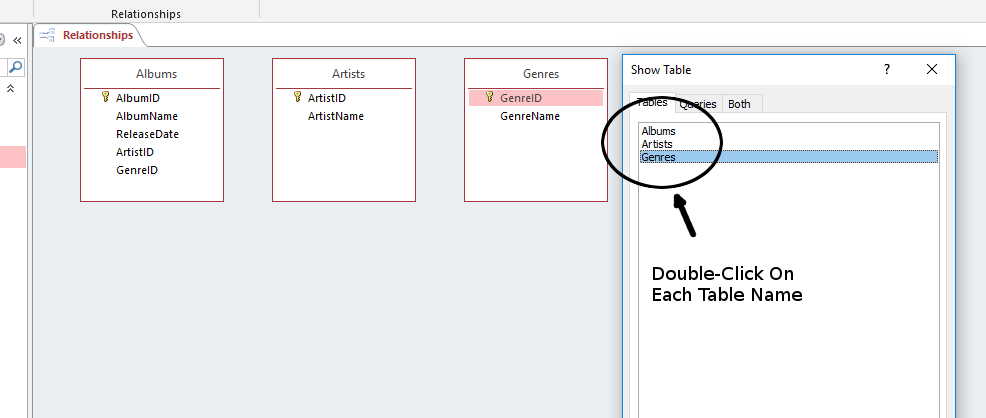 Relationships
Relationships
Albums
AlbumID
AlbumName
ReleaseDate
ArtistID
GenreID
Artists
ArtistID
ArtistName
Genres
GenreID
GenreName
Show Table ?
Tables Queries Both
Albums
Artists
Genres
Double-Click On
Each Table Name